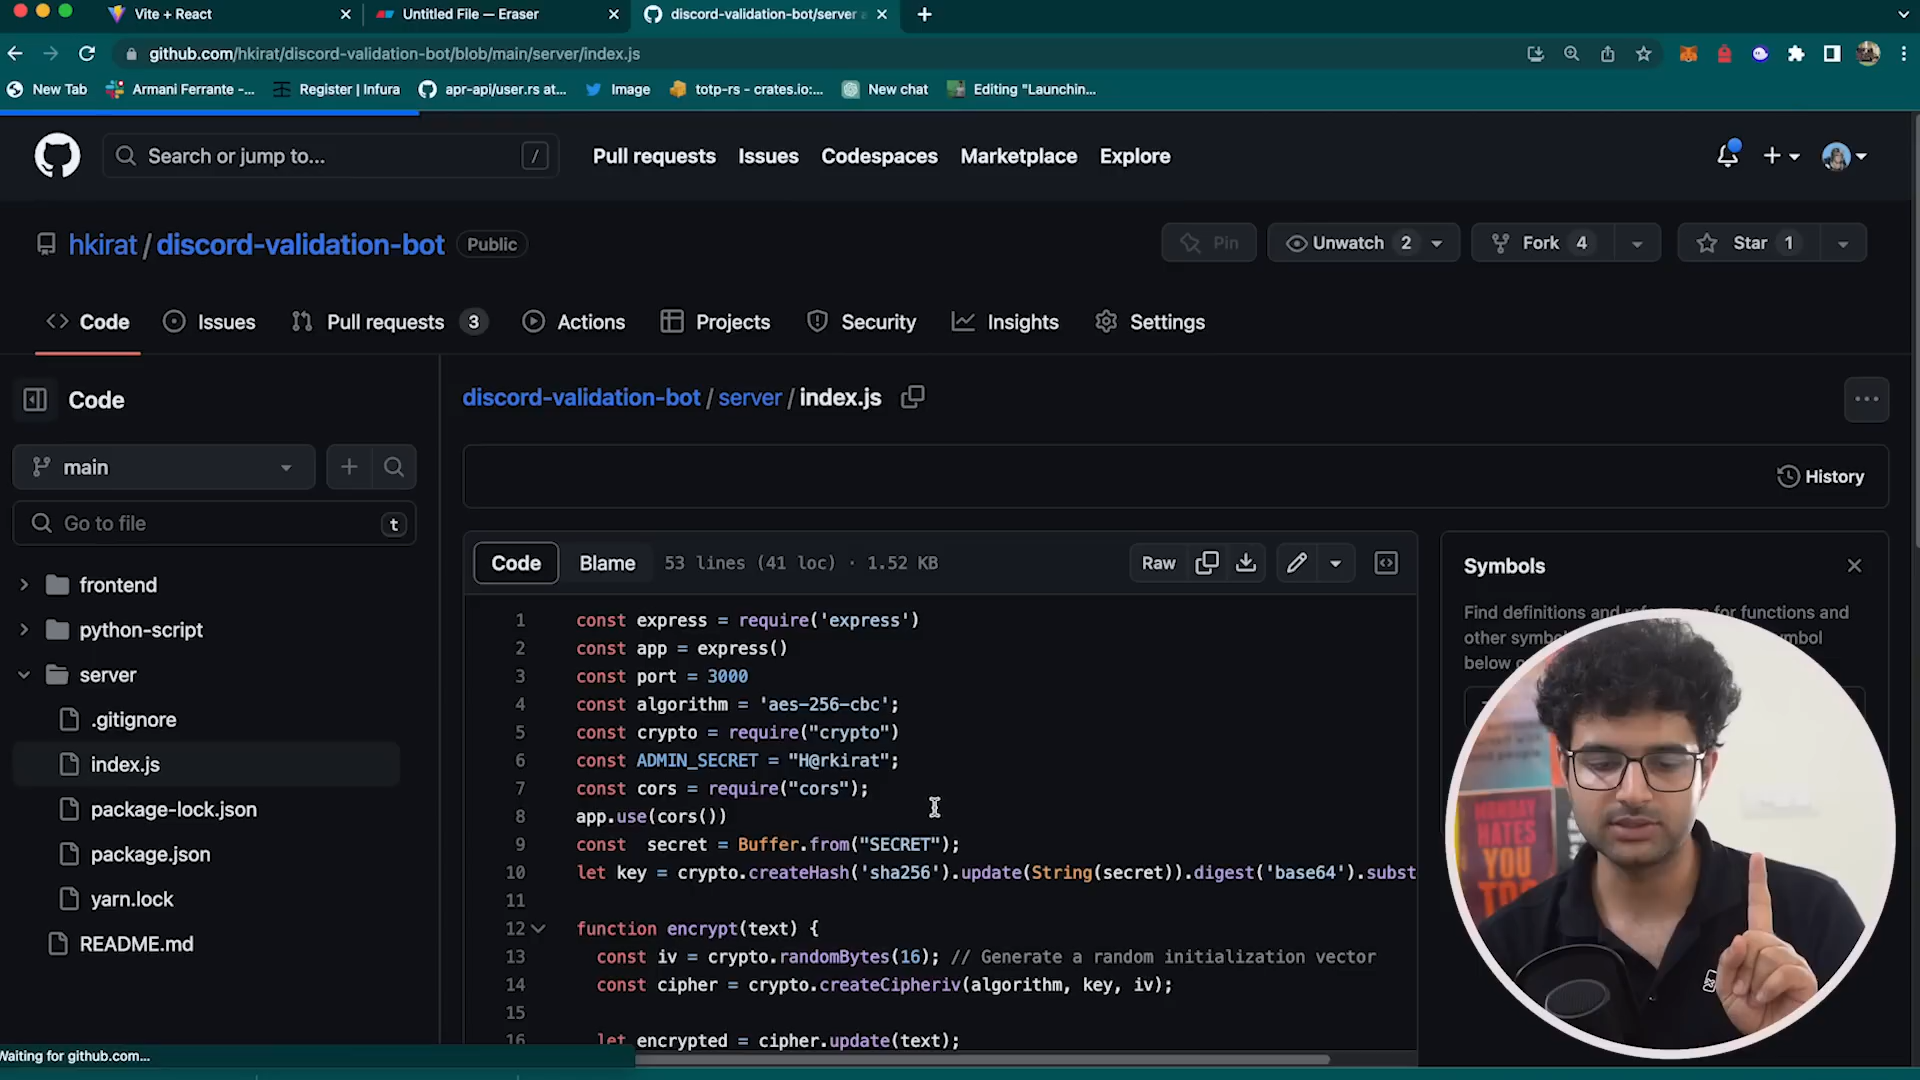 Vite + React
Untitled File — Eraser
discord-validation-bot/server
github.com/hkirat/discord-validation-bot/blob/main/server/index.js
New Tab
Armani Ferrante -...
Register | Infura
apr-api/user.rs at...
Image
totp-rs – crates.io:...
New chat
Editing "Launchin...
Search or jump to...
/
Pull requests
Issues
Codespaces
Marketplace
Explore
hkirat / discord-validation-bot
Public
Pin
Unwatch 2
Fork 4
Star 1
Code
Issues
Pull requests 3
Actions
Projects
Security
Insights
Settings
Code
discord-validation-bot / server / index.js
main
History
Go to file
t
Code
Blame
53 lines (41 loc) · 1.52 KB
Raw
Symbols
frontend
python-script
server
.gitignore
index.js
package-lock.json
package.json
yarn.lock
README.md
Find definitions and for functions and
other
below
1 const express = require('express')
2 const app = express()
3 const port = 3000
4 const algorithm = 'aes-256-cbc';
5 const crypto = require("crypto")
6 const ADMIN_SECRET = "H@rkirat";
7 const cors = require("cors");
8 app.use(cors())
9 const  secret = Buffer.from("SECRET");
10 let key = crypto.createHash('sha256').update(String(secret)).digest('base64').subst
11
12 function encrypt(text) {
13 const iv = crypto.randomBytes(16); // Generate a random initialization vector
14 const cipher = crypto.createCipheriv(algorithm, key, iv);
15
16 let encrypted = cipher.update(text);
MONDAY
HATES
YOU
Waiting for github.com...